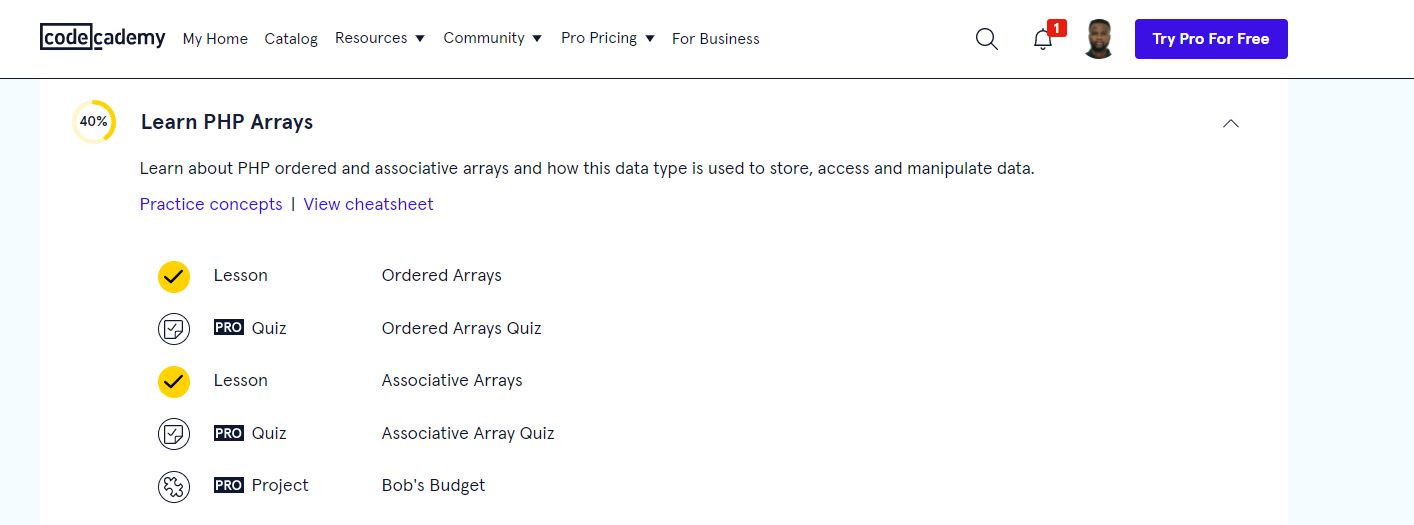 codecademy My Home Catalog Resources Community Pro Pricing For Business 1 Try Pro For Free
40% Learn PHP Arrays
Learn about PHP ordered and associative arrays and how this data type is used to store, access and manipulate data.
Practice concepts | View cheatsheet
Lesson Ordered Arrays
PRO Quiz Ordered Arrays Quiz
Lesson Associative Arrays
PRO Quiz Associative Array Quiz
PRO Project Bob's Budget